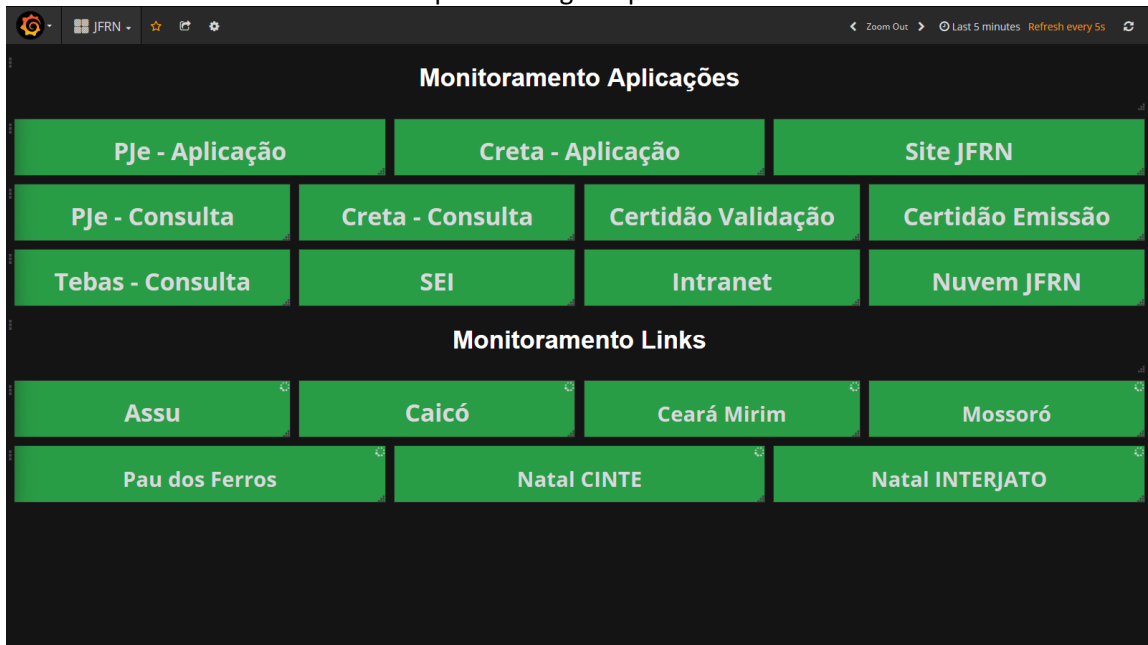 JFRN
Zoom Out
Last 5 minutes
Refresh every 5s
Monitoramento Aplicações
PJe - Aplicação
Creta - Aplicação
Site JFRN
PJe - Consulta
Creta - Consulta
Certidão Validação
Certidão Emissão
Tebas - Consulta
SEI
Intranet
Nuvem JFRN
Monitoramento Links
Assu
Caicó
Ceará Mirim
Mossoró
Pau dos Ferros
Natal CINTE
Natal INTERJATO